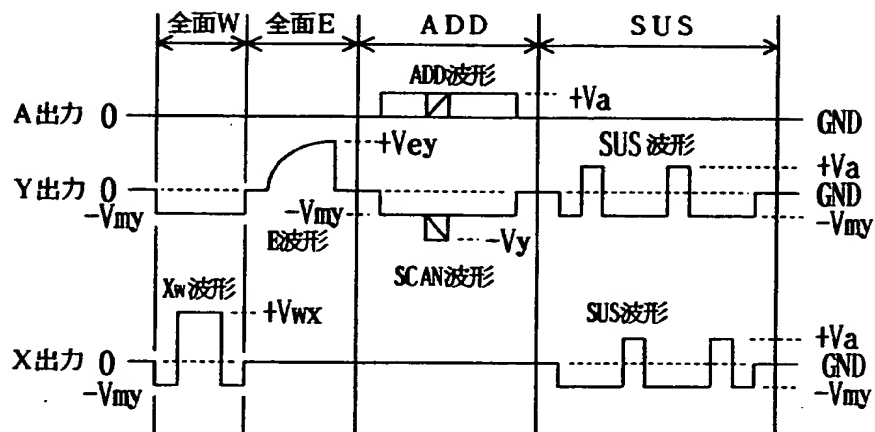 全面W 全面E ADD SUS
ADD波形
+Va
A出力 0 GND
+Vey SUS波形
+Va
Y出力 0 GND
-Vmy -Vmy -Vmy
E波形 -Vy
SCAN波形
Xw波形 SUS波形
+Vwx
+Va
X出力 0 GND
-Vmy -Vmy